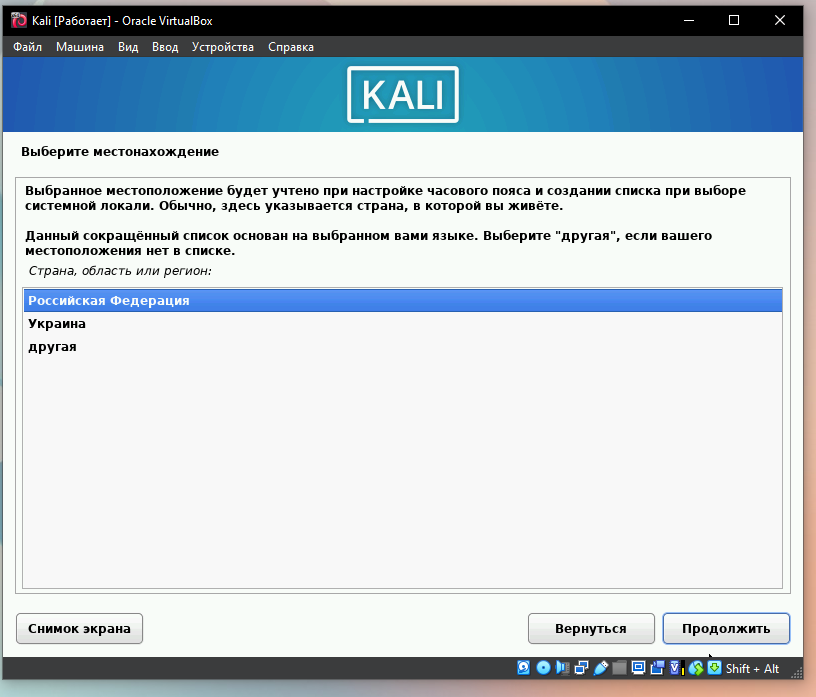 Kali [Работает] - Oracle VirtualBox
Файл Машина Вид Ввод Устройства Справка
KALI
Выберите местонахождение
Выбранное местоположение будет учтено при настройке часового пояса и создании списка при выборе
системной локали. Обычно, здесь указывается страна, в которой вы живёте.
Данный сокращённый список основан на выбранном вами языке. Выберите "другая", если вашего
местоположения нет в списке.
Страна, область или регион:
Российская Федерация
Украина
другая
Снимок экрана Вернуться Продолжить
Shift + Alt